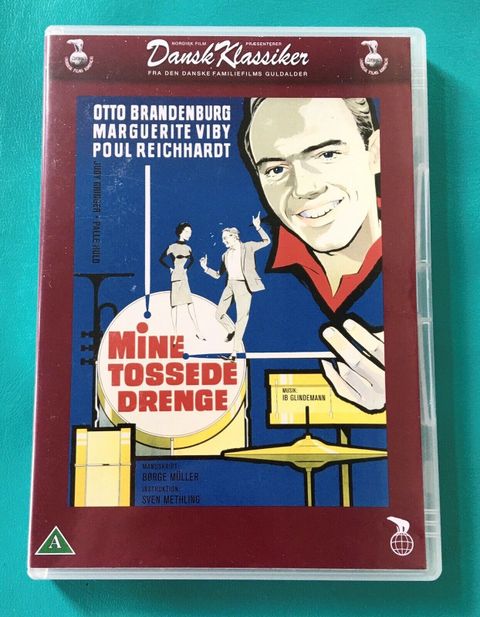 NORDISK FILM PRÆSENTERER
Dansk Klassiker
FRA DEN DANSKE FAMILIEFILMS GULDALDER
OTTO BRANDENBURG
MARGUERITE VIBY
POUL REICHHARDT
JUDY GRINGER · PALLE HULD
MINE
TOSSEDE
DRENGE
MUSIK:
IB GLINDEMANN
MANUSKRIPT:
BØRGE MÜLLER
INSTRUKTION:
SVEN METHLING
A